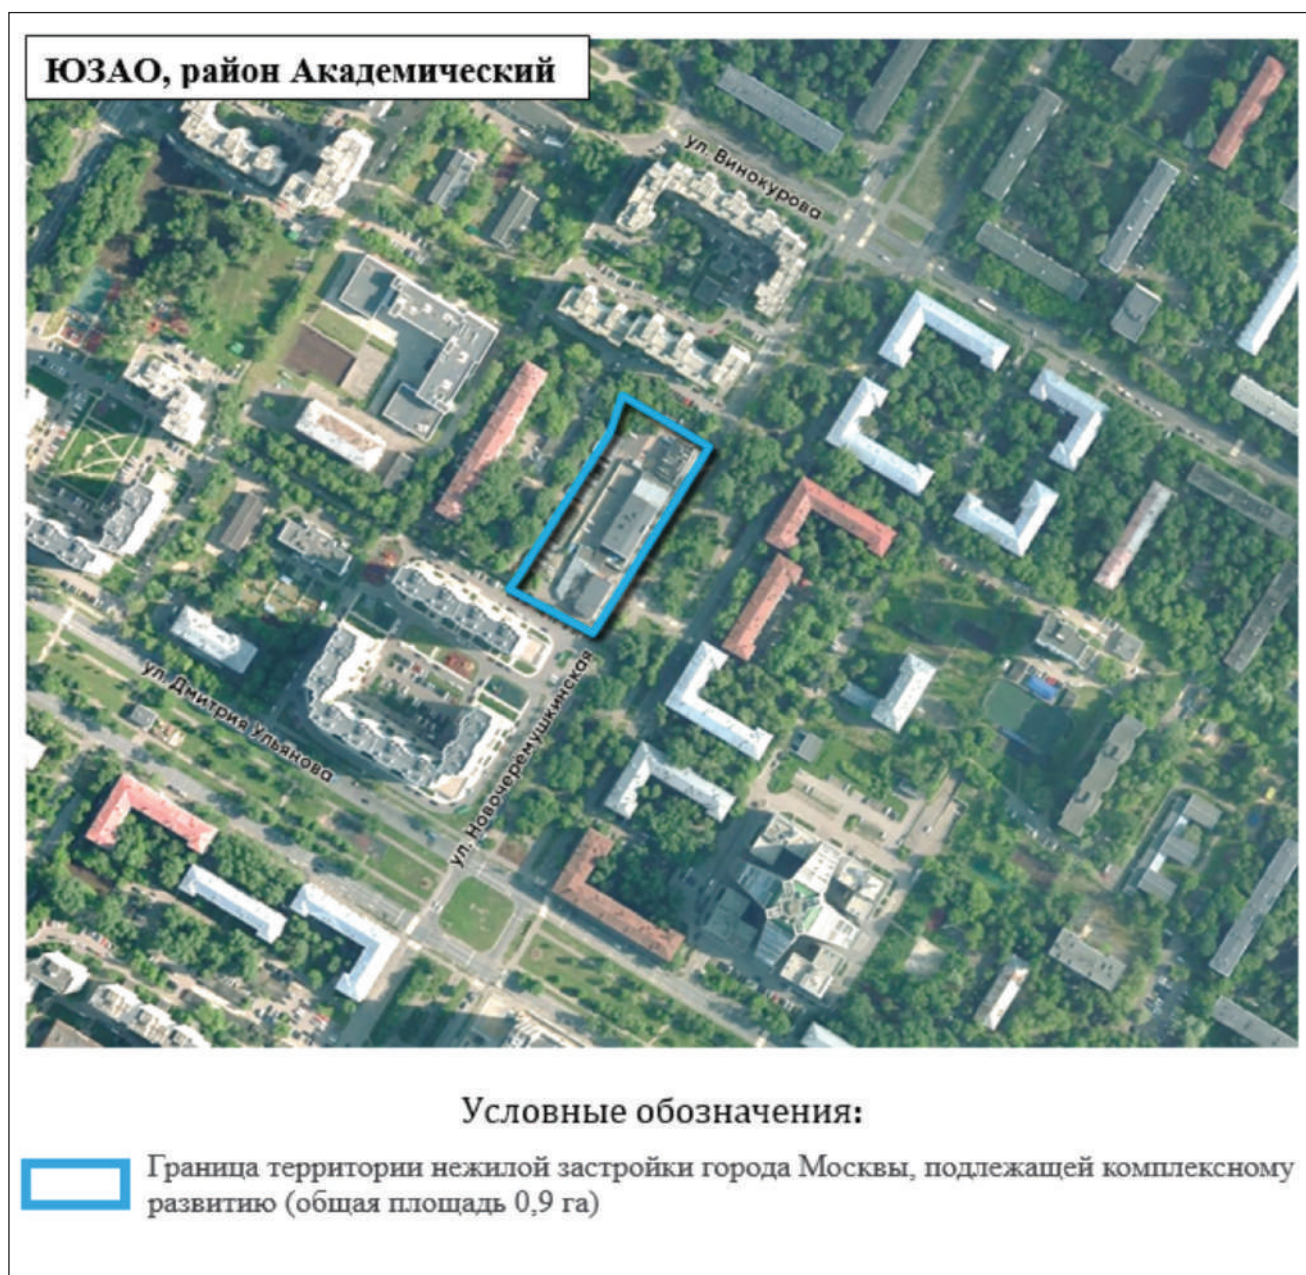 ЮЗАО, район Академический
ул. Винокурова
ул. Дмитрия Ульянова
ул. Новочеремушкинская
Условные обозначения:
Граница территории нежилой застройки города Москвы, подлежащей комплексному
развитию (общая площадь 0,9 га)